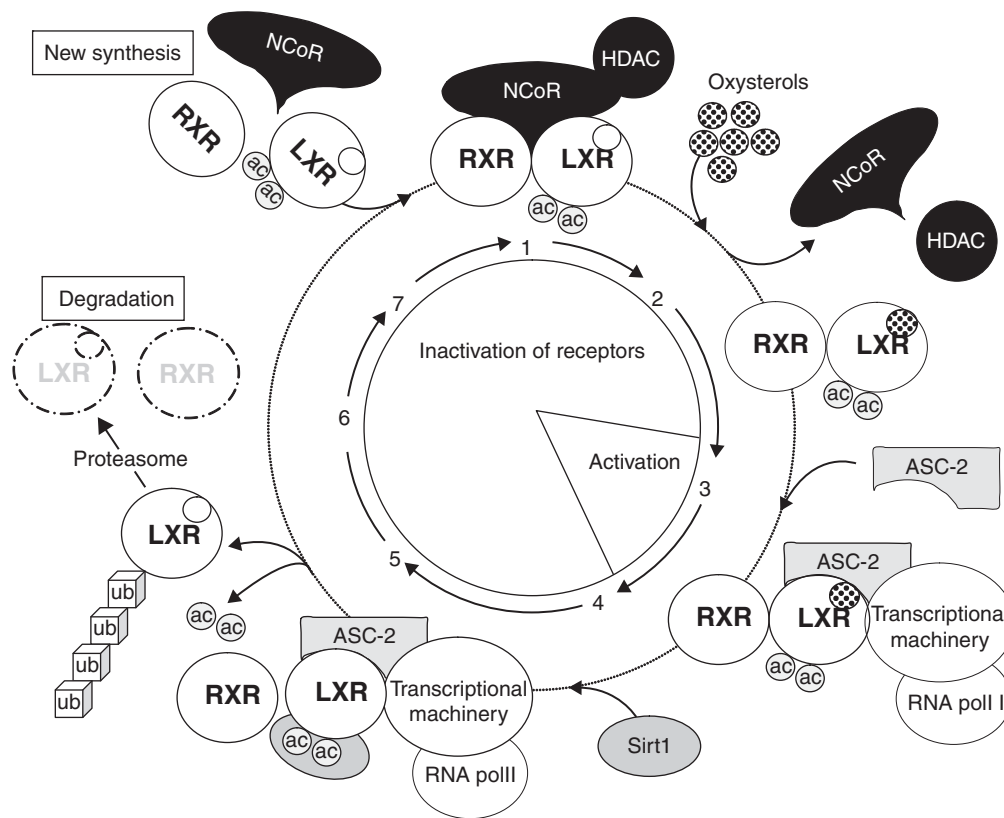 New synthesis
NCoR
RXR
LXR
ac
ac
NCoR
HDAC
RXR
LXR
ac
ac
Oxysterols
NCoR
HDAC
RXR
LXR
ac
ac
ASC-2
ASC-2
RXR
LXR
ac
ac
Transcriptional
machinery
RNA polI I
Sirt1
ASC-2
RXR
LXR
ac
ac
Transcriptional
machinery
RNA polII
ac
ac
LXR
ub
ub
ub
ub
Proteasome
Degradation
LXR
RXR
1
2
3
4
5
6
7
Inactivation of receptors
Activation